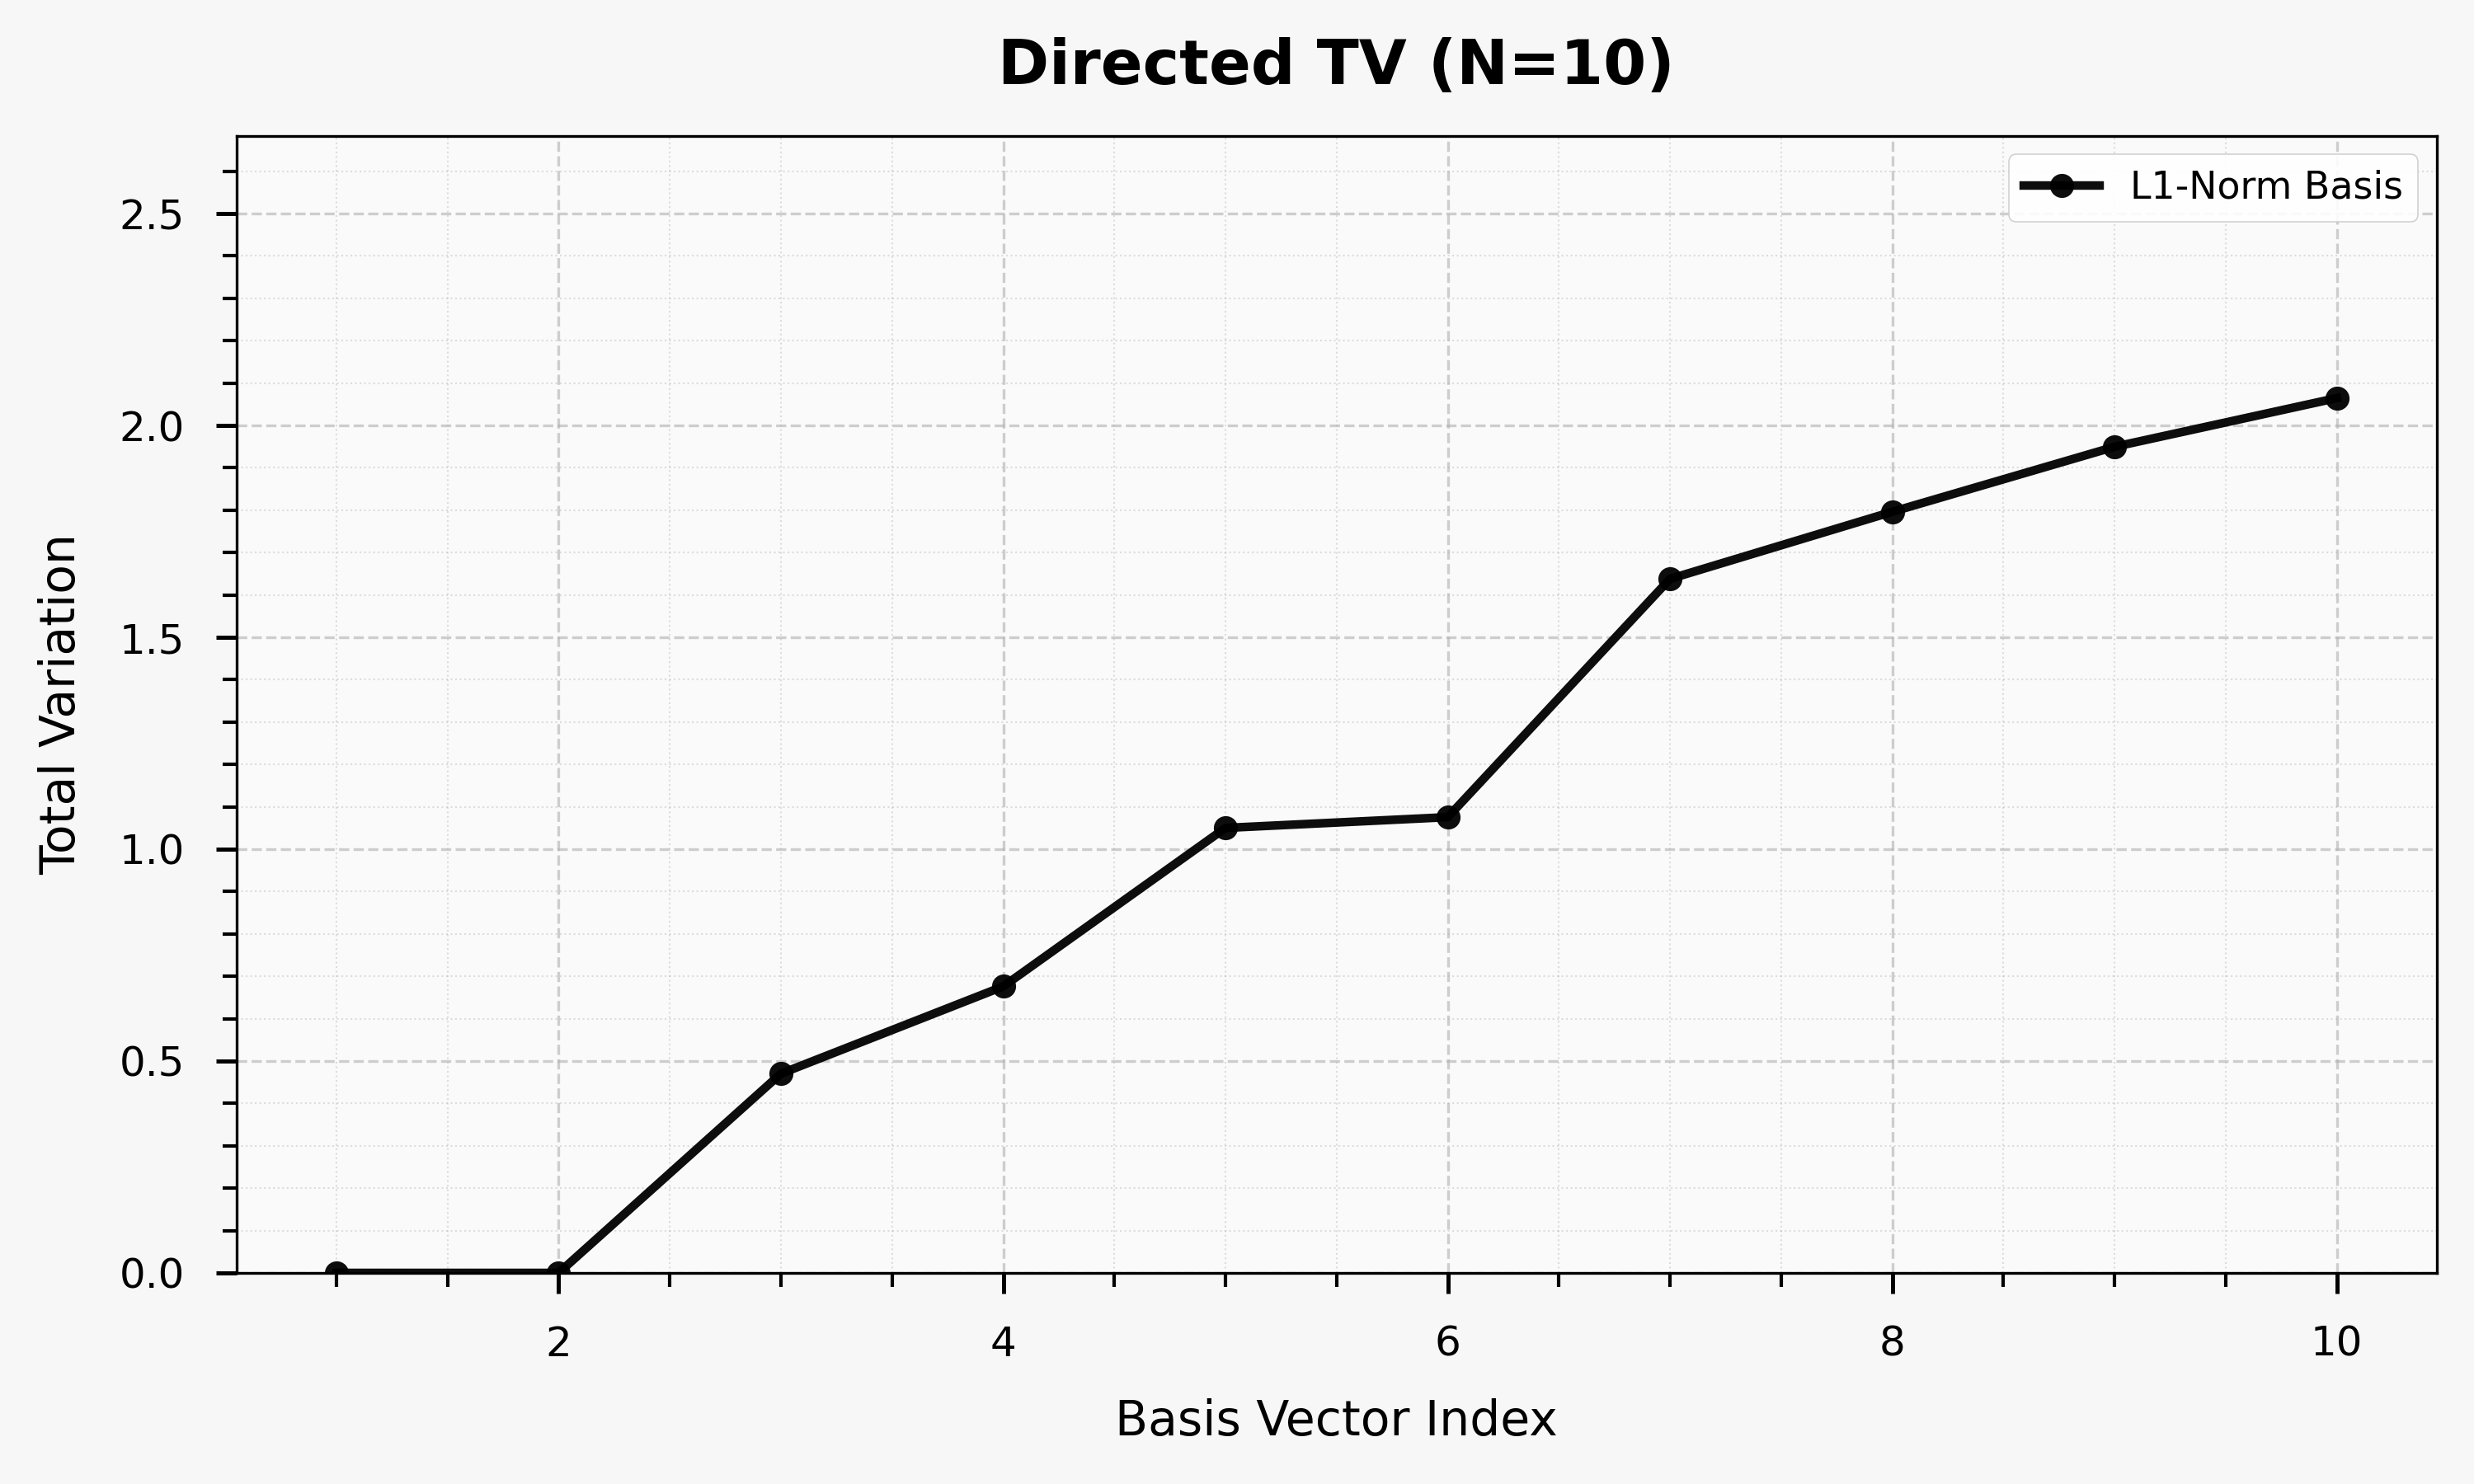 Directed TV (N=10)
L1-Norm Basis
Total Variation
2.5
2.0
1.5
1.0
0.5
0.0
2 4 6 8 10
Basis Vector Index